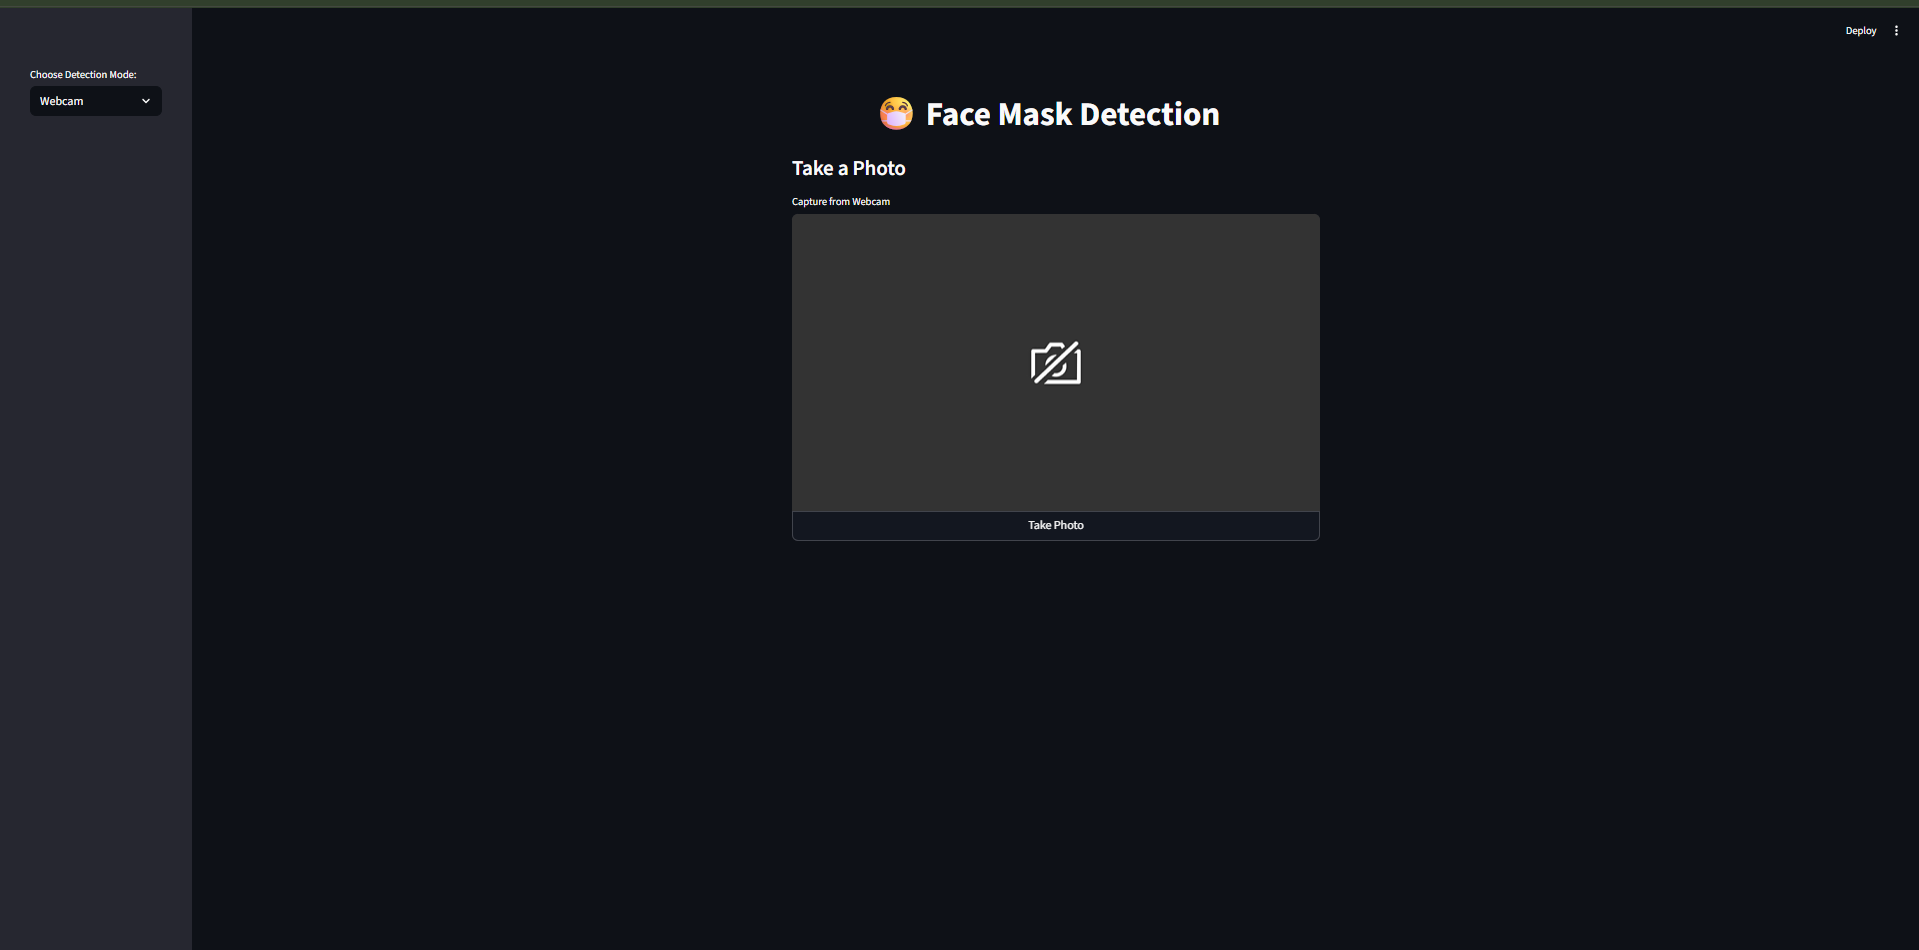 Deploy
Choose Detection Mode:
Webcam
Face Mask Detection
Take a Photo
Capture from Webcam
Take Photo